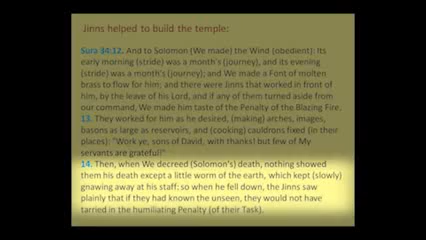 Jinns helped to build the temple:
Sura 34:12. And to Solomon (We made) the Wind (obedient): Its
early morning (stride) was a month's (journey), and its evening
(stride) was a month's (journey); and We made a Font of molten
brass to flow for him; and there were Jinns that worked in front of
him, by the leave of his Lord, and if any of them turned aside from
our command, We made him taste of the Penalty of the Blazing Fire.
13. They worked for him as he desired, (making) arches, images,
basons as large as reservoirs, and (cooking) cauldrons fixed (in their
places): "Work ye, sons of David, with thanks! but few of My
servants are grateful!"
14. Then, when We decreed (Solomon's) death, nothing showed
them his death except a little worm of the earth, which kept (slowly)
gnawing away at his staff: so when he fell down, the Jinns saw
plainly that if they had known the unseen, they would not have
tarried in the humiliating Penalty (of their Task).